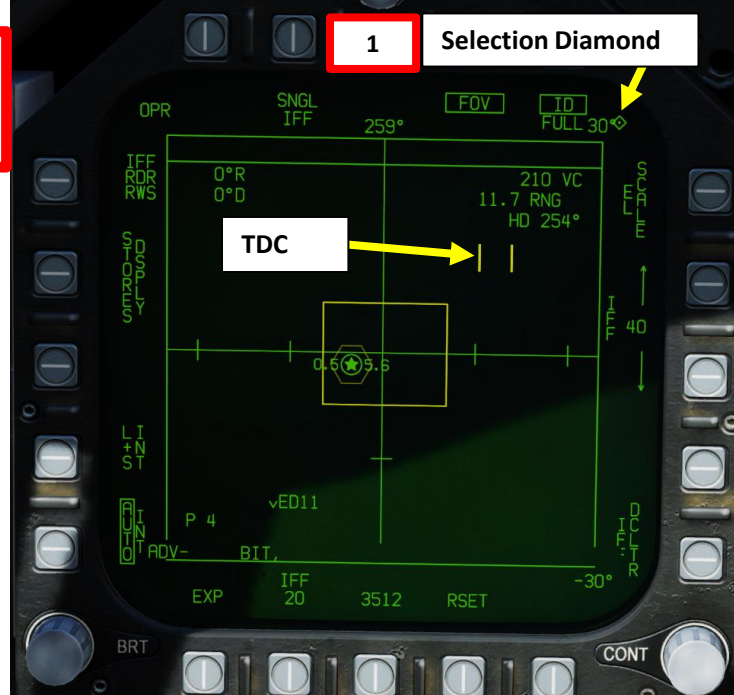 1
Selection Diamond
OPR
SNGL
IFF
259°
FOV
ID
FULL 30°
IFF
RDR
RWS
0°R
0°D
210 VC
11.7 RNG
HD 254°
SCALE
EL
TDC
STORES
DSPLY
IFF
40
0.5
5.6
LI+NST
vED11
P 4
AUTO
INT
ADV-
BIT,
DCLTR
IFF
-30°
EXP
IFF
20
3512
RSET
BRT
CONT